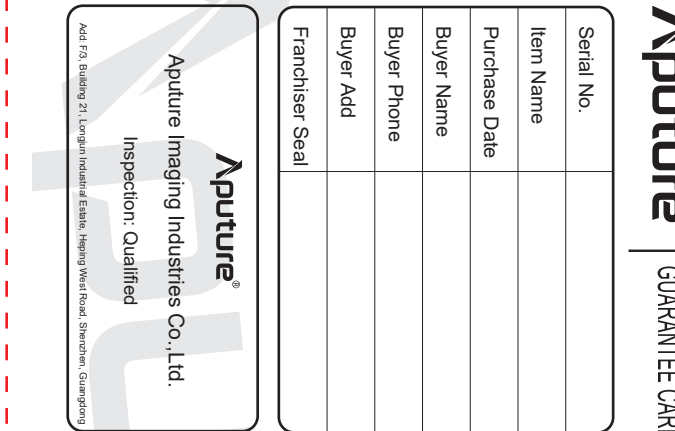 Aputure
GUARANTEE CARD
Serial No.
Item Name
Purchase Date
Buyer Name
Buyer Phone
Buyer Add
Franchiser Seal
Aputure®
Aputure Imaging Industries Co.,Ltd.
Inspection: Qualified
Add: F/3, Building 21, Longjun Industrial Estate, Heping West Road, Shenzhen, Guangdong